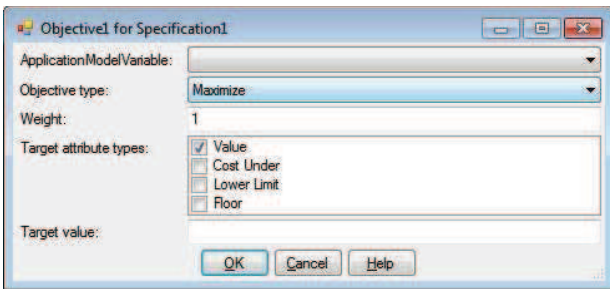 Objective1 for Specification1
ApplicationModelVariable:
Objective type: Maximize
Weight: 1
Target attribute types: Value
Cost Under
Lower Limit
Floor
Target value:
OK Cancel Help